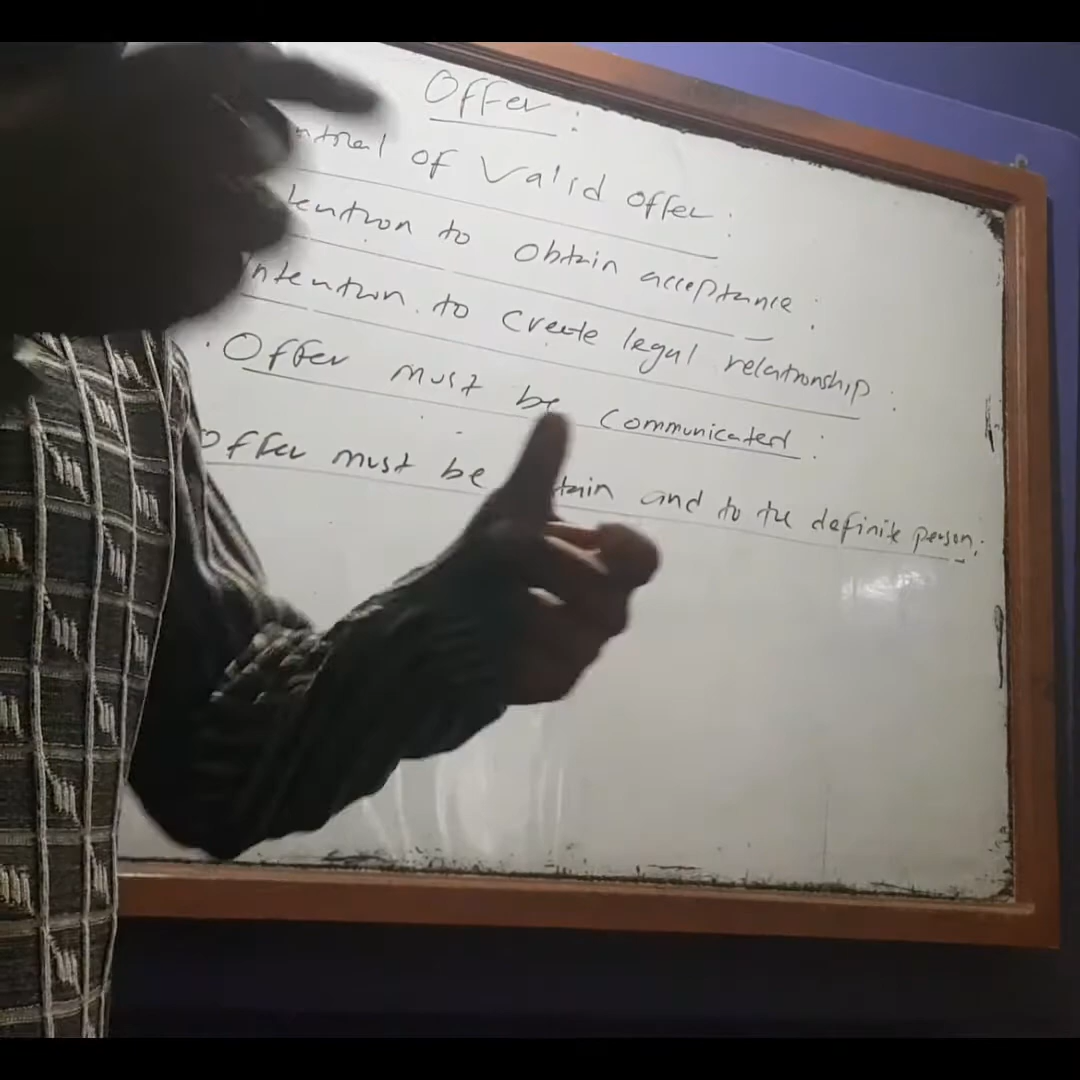 Offer:
of Valid offer:
to obtain acceptance:
to create legal relationship:
. Offer must be communicated:
Offer must be and to the definite person: